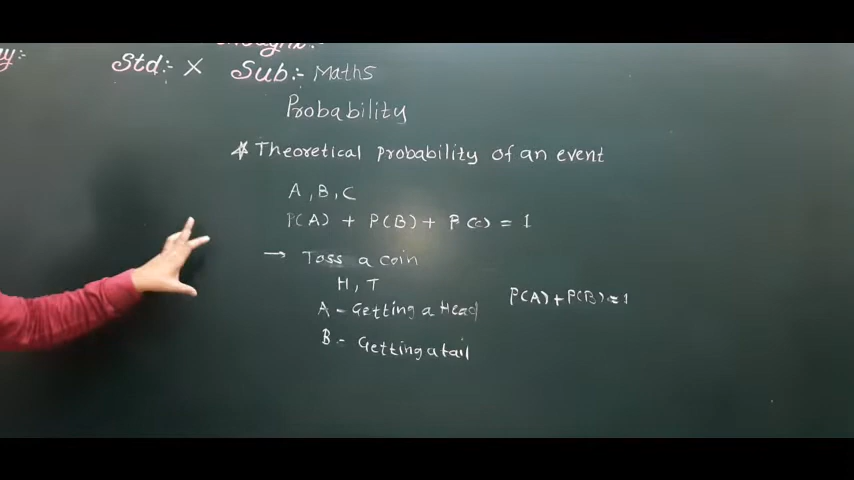 Std:- X Sub:- Maths
Probability
* Theoretical probability of an event
A, B, C
P(A) + P(B) + P(C) = 1
→ Toss a coin
H, T
A - Getting a Head
P(A) + P(B) = 1
B - Getting a tail